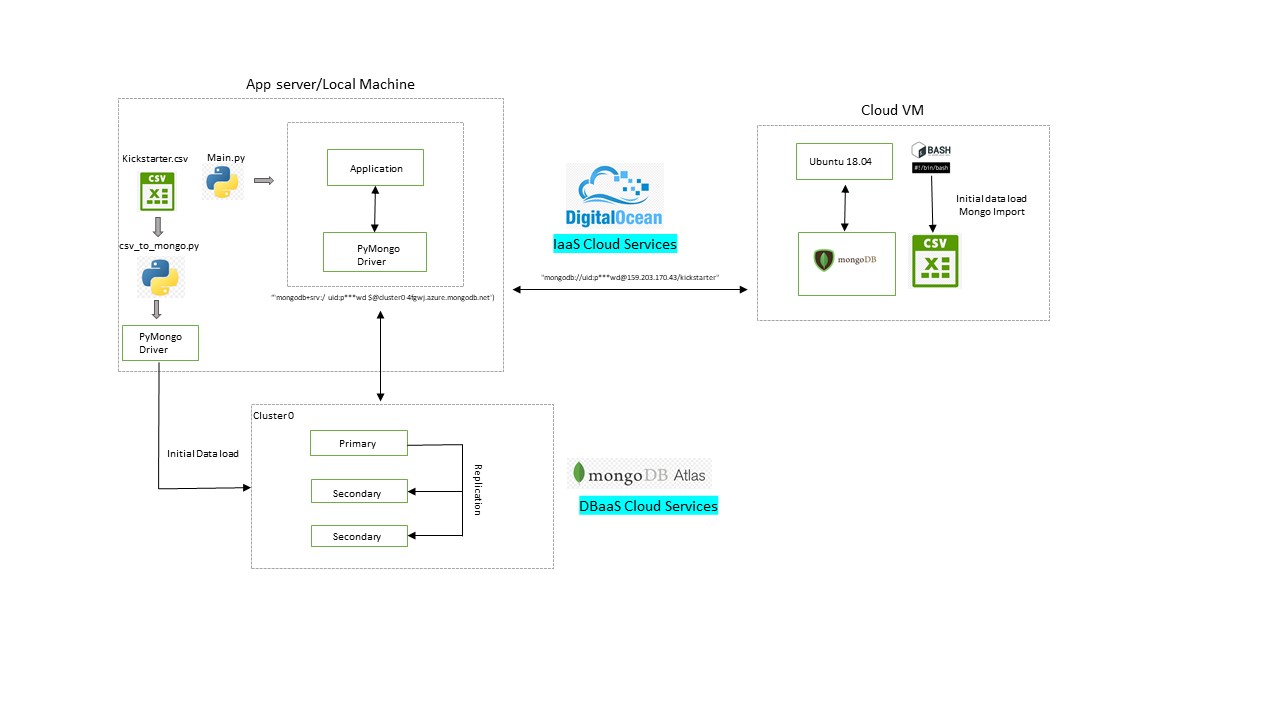 App server/Local Machine
Kickstarter.csv
CSV
Main.py
csv_to_mongo.py
PyMongo
Driver
Application
PyMongo
Driver
"'mongodb+srv:/ uid:p***wd $@cluster0 4fgwj.azure.mongodb.net')
Initial Data load
Cluster0
Primary
Secondary
Secondary
Replication
DigitalOcean
IaaS Cloud Services
"mongodb://uid:p***wd@159.203.170.43/kickstarter"
mongoDB Atlas
DBaaS Cloud Services
Cloud VM
Ubuntu 18.04
BASH
#!/bin/bash
Initial data load
Mongo Import
mongoDB
CSV